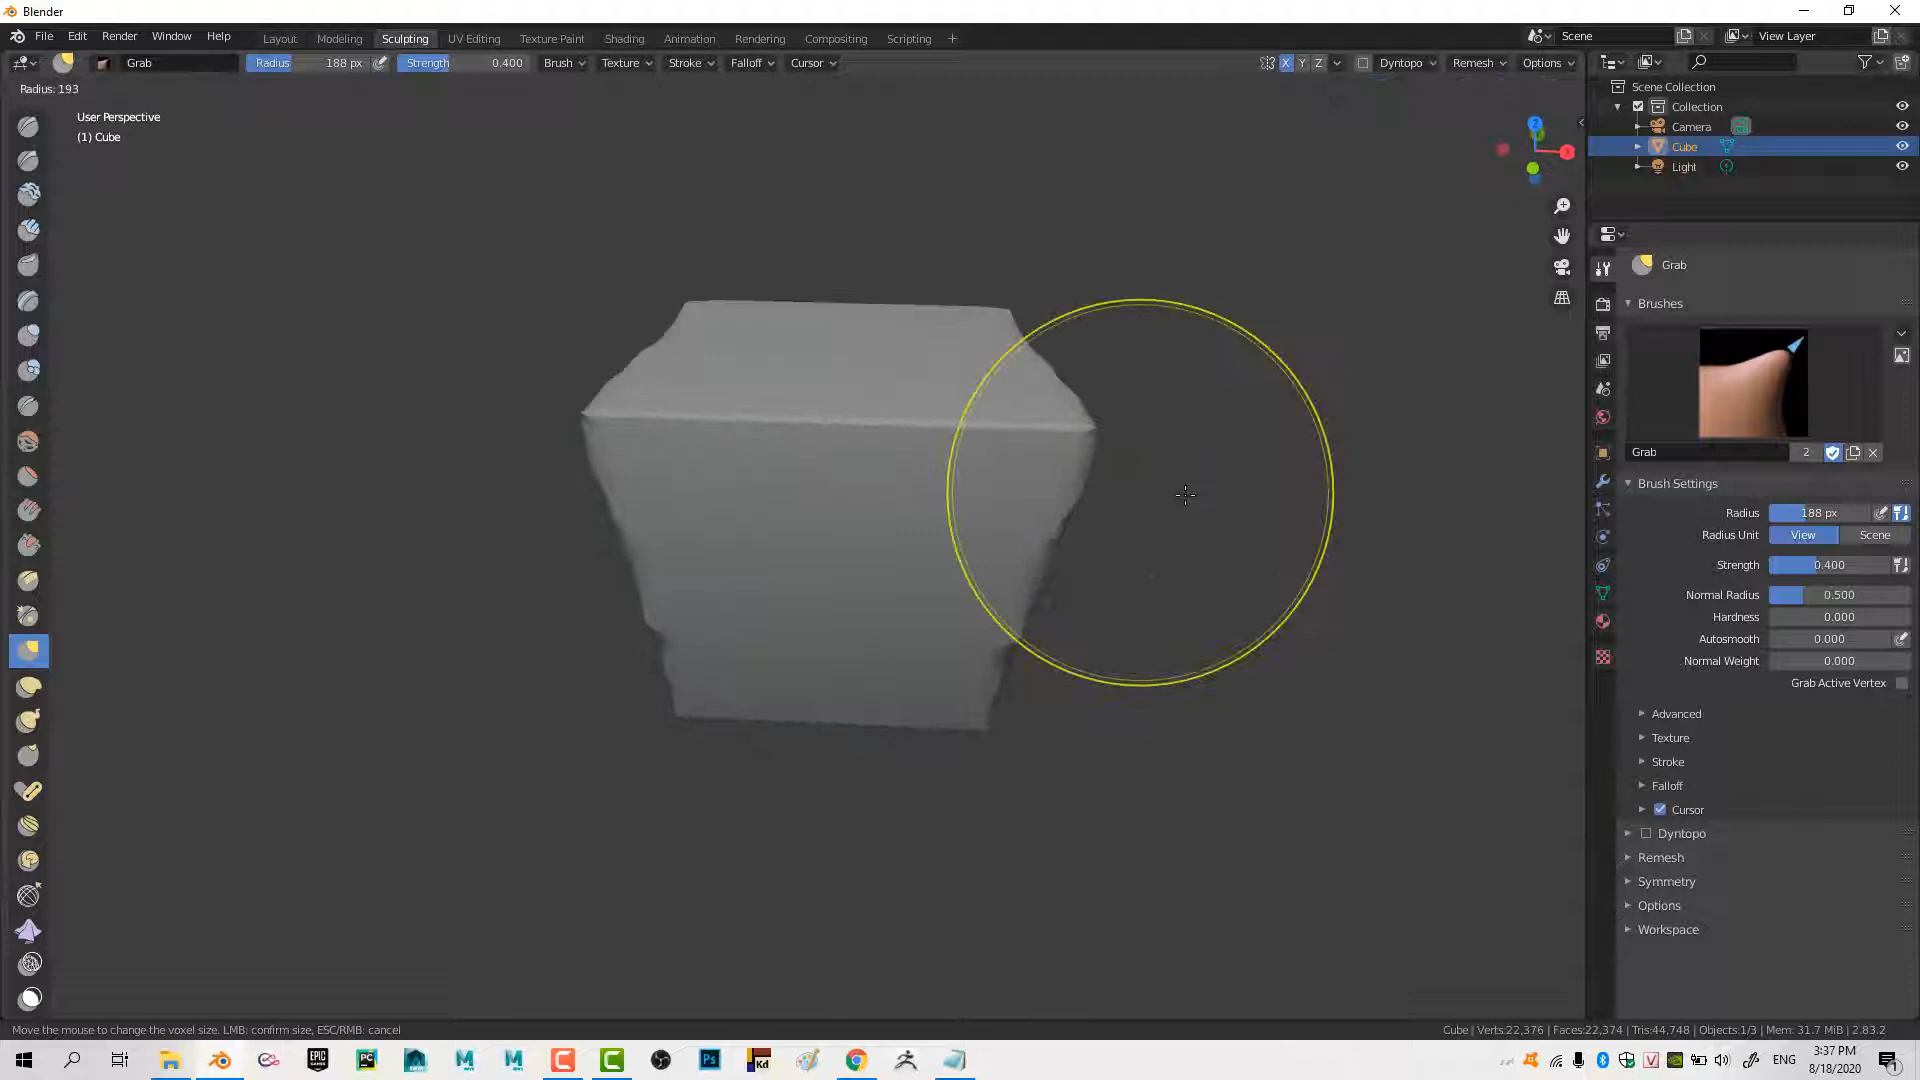 Blender
File Edit Render Window Help
Layout Modeling Sculpting UV Editing Texture Paint Shading Animation Rendering Compositing Scripting
Scene View Layer
Grab Radius 188 px Strength 0.400 Brush Texture Stroke Falloff Cursor X Y Z Dyntopo Remesh Options
Radius: 193
User Perspective
(1) Cube
Z
Scene Collection
Collection
Camera
Cube
Light
Grab
Brushes
Grab 2
Brush Settings
Radius 188 px
Radius Unit View Scene
Strength 0.400
Normal Radius 0.500
Hardness 0.000
Autosmooth 0.000
Normal Weight 0.000
Grab Active Vertex
Advanced
Texture
Stroke
Falloff
Cursor
Dyntopo
Remesh
Symmetry
Options
Workspace
Move the mouse to change the voxel size. LMB: confirm size, ESC/RMB: cancel
Cube | Verts:22,376 | Faces:22,374 | Tris:44,748 | Objects:1/3 | Mem: 31.7 MiB | 2.83.2
EPIC GAMES PC M M C C Ps Kd V ENG 3:37 PM
8/18/2020